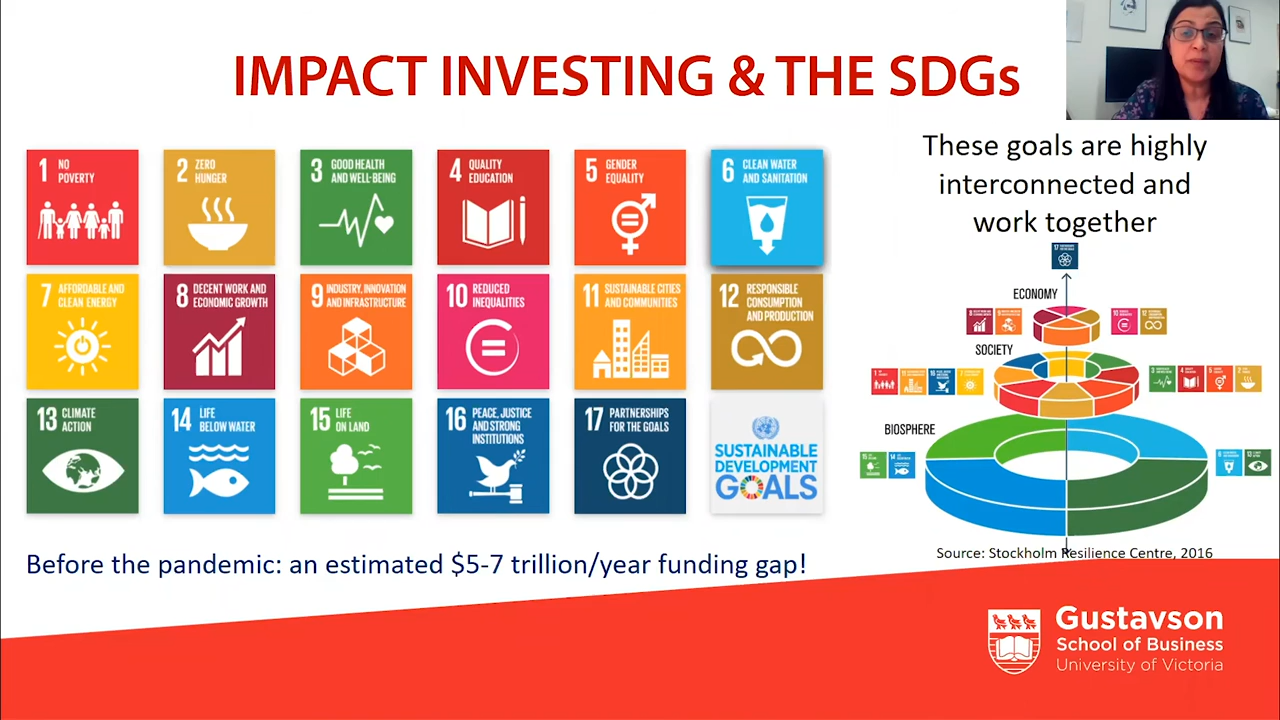 IMPACT INVESTING & THE SDGs
1 NO
POVERTY
2 ZERO
HUNGER
3 GOOD HEALTH
AND WELL-BEING
4 QUALITY
EDUCATION
5 GENDER
EQUALITY
6 CLEAN WATER
AND SANITATION
7 AFFORDABLE AND
CLEAN ENERGY
8 DECENT WORK AND
ECONOMIC GROWTH
9 INDUSTRY, INNOVATION
AND INFRASTRUCTURE
10 REDUCED
INEQUALITIES
11 SUSTAINABLE CITIES
AND COMMUNITIES
12 RESPONSIBLE
CONSUMPTION
AND PRODUCTION
13 CLIMATE
ACTION
14 LIFE
BELOW WATER
15 LIFE
ON LAND
16 PEACE, JUSTICE
AND STRONG
INSTITUTIONS
17 PARTNERSHIPS
FOR THE GOALS
SUSTAINABLE
DEVELOPMENT
GOALS
Before the pandemic: an estimated $5-7 trillion/year funding gap!
These goals are highly
interconnected and
work together
ECONOMY
SOCIETY
BIOSPHERE
Source: Stockholm Resilience Centre, 2016
Gustavson
School of Business
University of Victoria